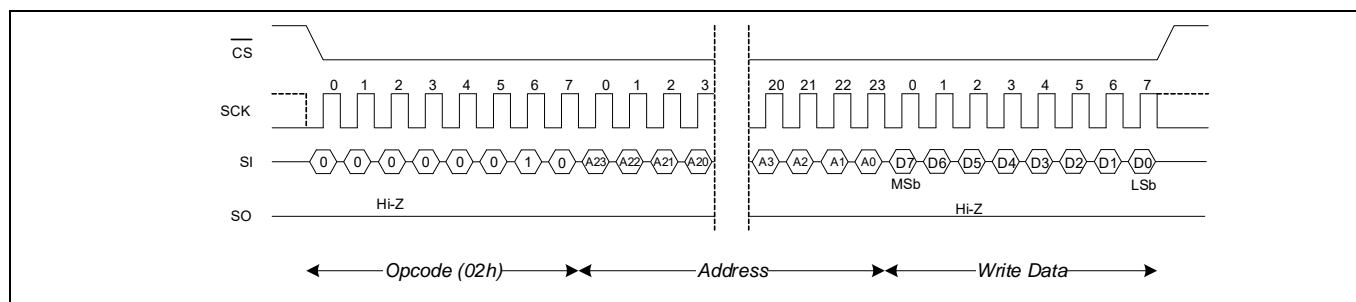 CS
0 1 2 3 4 5 6 7 0 1 2 3 20 21 22 23 0 1 2 3 4 5 6 7
SCK
SI 0 0 0 0 0 0 1 0 A23 A22 A21 A20 A3 A2 A1 A0 D7 D6 D5 D4 D3 D2 D1 D0
MSb LSb
Hi-Z Hi-Z
SO
Opcode (02h) Address Write Data